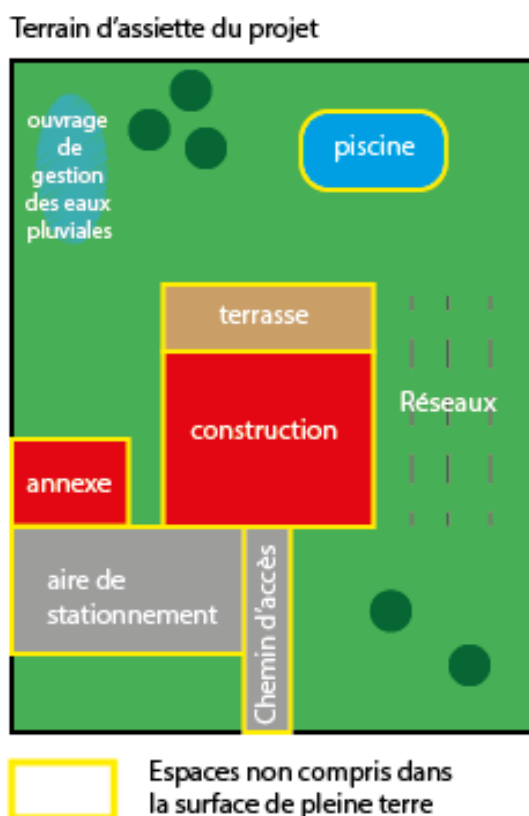 Terrain d'assiette du projet
ouvrage
de
gestion
des eaux
pluviales
piscine
terrasse
Réseaux
construction
annexe
aire de
stationnement
Chemin d'accès
Espaces non compris dans
la surface de pleine terre